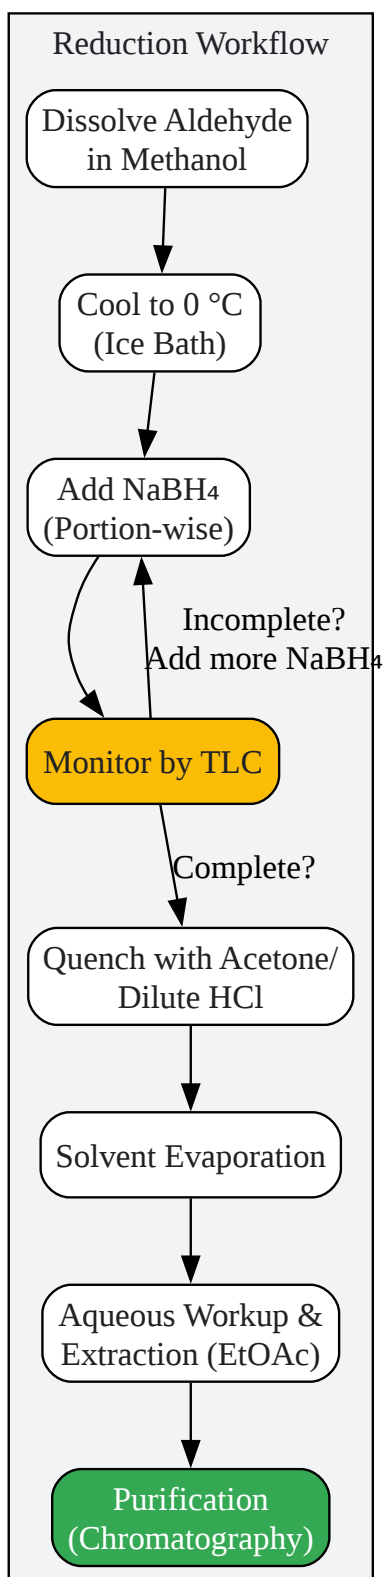 Reduction Workflow
Dissolve Aldehyde
in Methanol
Cool to 0 °C
(Ice Bath)
Add NaBH₄
(Portion-wise)
Incomplete?
Add more NaBH₄
Monitor by TLC
Complete?
Quench with Acetone/
Dilute HCl
Solvent Evaporation
Aqueous Workup &
Extraction (EtOAc)
Purification
(Chromatography)